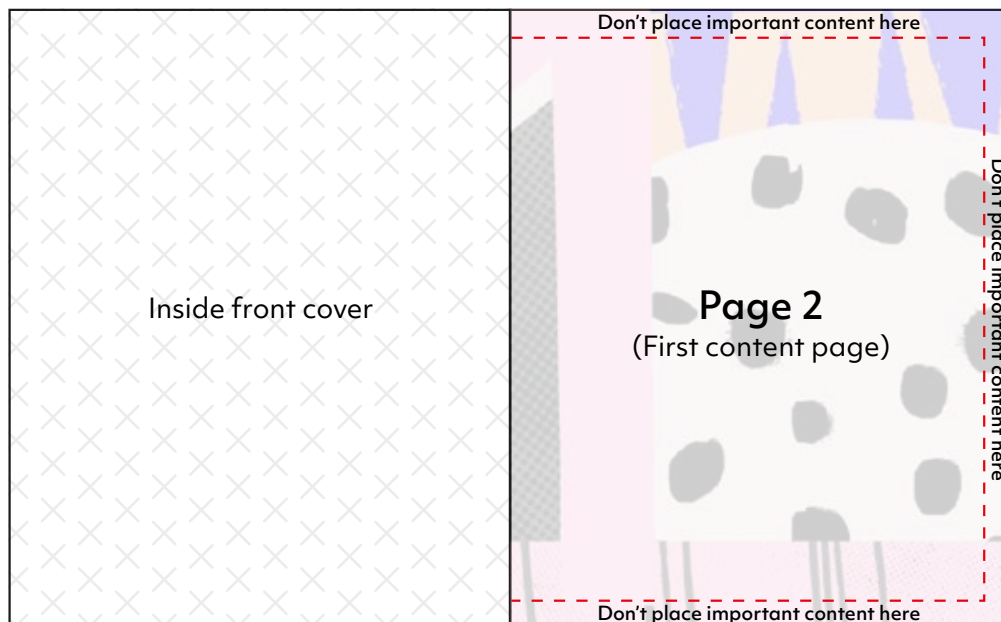 Don't place important content here
Inside front cover
Page 2
(First content page)
Don't place important content here
Don't place important content here